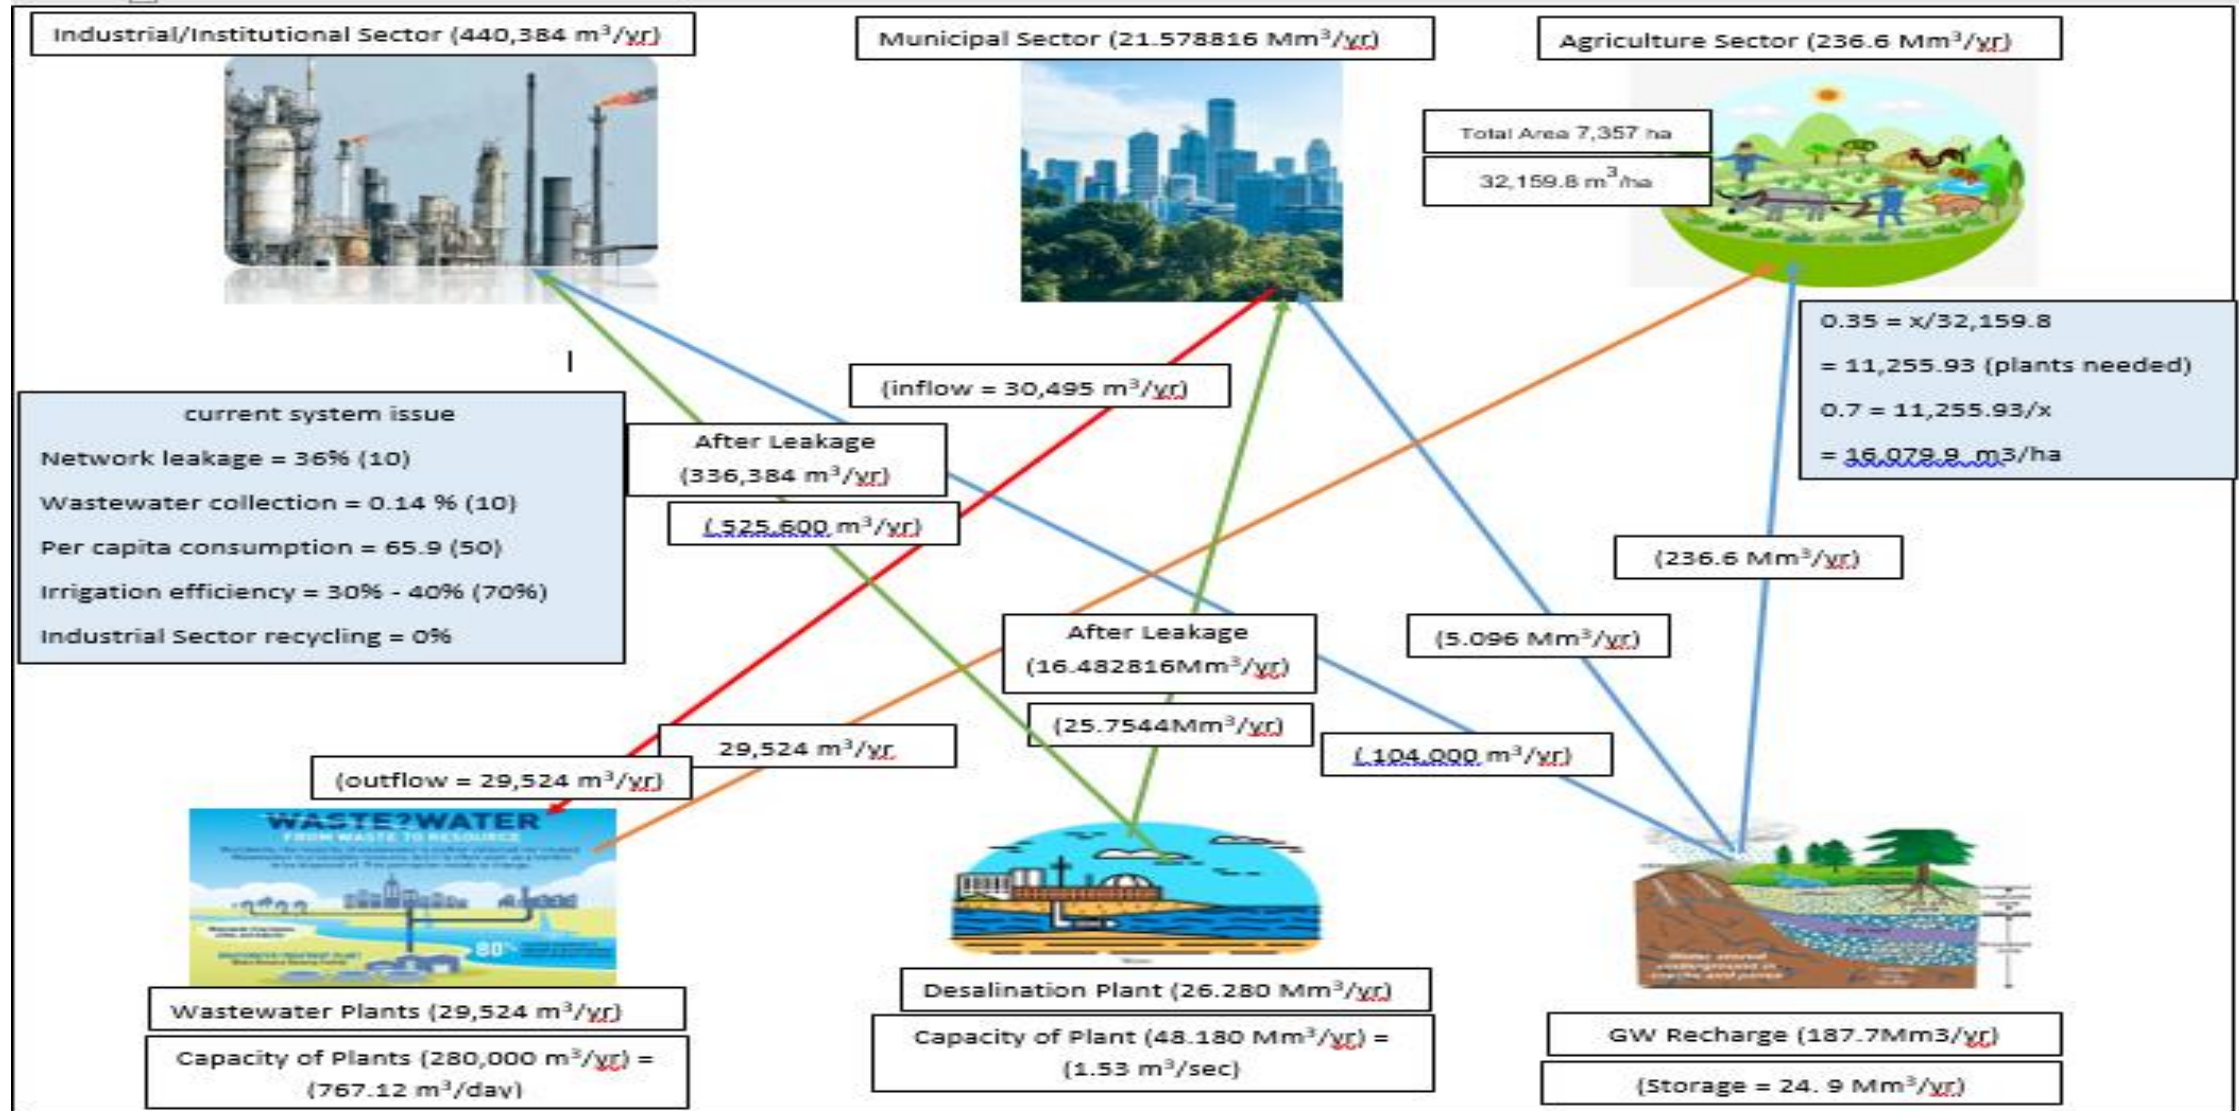 Industrial/Institutional Sector (440,384 m³/yr)
Municipal Sector (21.578816 Mm³/yr)
Agriculture Sector (236.6 Mm³/yr)
Total Area 7,357 ha
32,159.8 m³/ha
0.35 = x/32,159.8
= 11,255.93 (plants needed)
0.7 = 11,255.93/x
= 16,079.9 m3/ha
(inflow = 30,495 m³/yr)
current system issue
Network leakage = 36% (10)
Wastewater collection = 0.14 % (10)
Per capita consumption = 65.9 (50)
Irrigation efficiency = 30% - 40% (70%)
Industrial Sector recycling = 0%
After Leakage
(336,384 m³/yr)
( 525,600 m³/yr)
(236.6 Mm³/yr)
After Leakage
(16.482816Mm³/yr)
(5.096 Mm³/yr)
(25.7544Mm³/yr)
29,524 m³/yr
( 104,000 m³/yr)
(outflow = 29,524 m³/yr)
WASTE?WATER
FROM WASTE TO RESOURCE
80%
Wastewater Plants (29,524 m³/yr)
Capacity of Plants (280,000 m³/yr) =
(767.12 m³/day)
Desalination Plant (26.280 Mm³/yr)
Capacity of Plant (48.180 Mm³/yr) =
(1.53 m³/sec)
GW Recharge (187.7Mm3/yr)
(Storage = 24. 9 Mm³/yr)